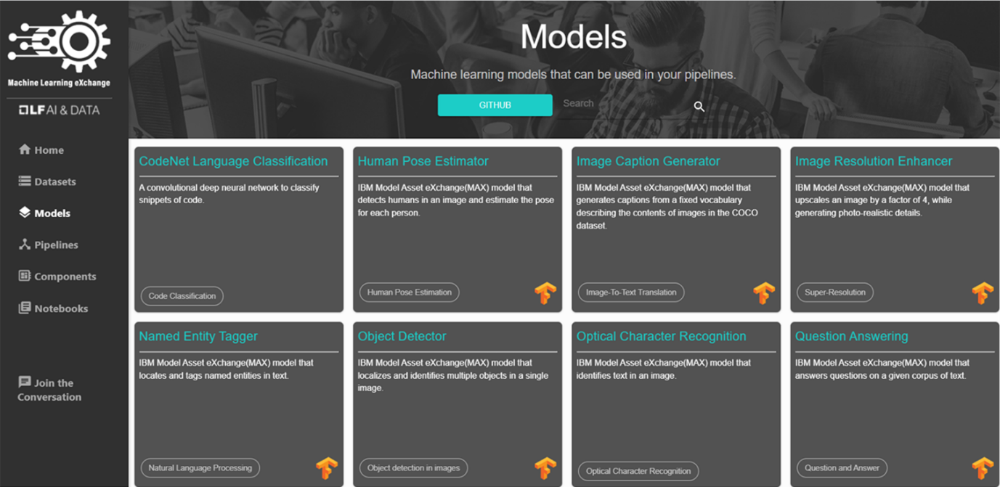 Machine Learning eXchange
LF AI & DATA
Home
Datasets
Models
Pipelines
Components
Notebooks
Join the
Conversation
Models
Machine learning models that can be used in your pipelines.
GITHUB
Search
CodeNet Language Classification
A convolutional deep neural network to classify
snippets of code.
Code Classification
Human Pose Estimator
IBM Model Asset eXchange(MAX) model that
detects humans in an image and estimate the pose
for each person.
Human Pose Estimation
Image Caption Generator
IBM Model Asset eXchange(MAX) model that
generates captions from a fixed vocabulary
describing the contents of images in the COCO
dataset.
Image-To-Text Translation
Image Resolution Enhancer
IBM Model Asset eXchange(MAX) model that
upscales an image by a factor of 4, while
generating photo-realistic details.
Super-Resolution
Named Entity Tagger
IBM Model Asset eXchange(MAX) model that
locates and tags named entities in text.
Natural Language Processing
Object Detector
IBM Model Asset eXchange(MAX) model that
localizes and identifies multiple objects in a single
image.
Object detection in images
Optical Character Recognition
IBM Model Asset eXchange(MAX) model that
identifies text in an image.
Optical Character Recognition
Question Answering
IBM Model Asset eXchange(MAX) model that
answers questions on a given corpus of text.
Question and Answer